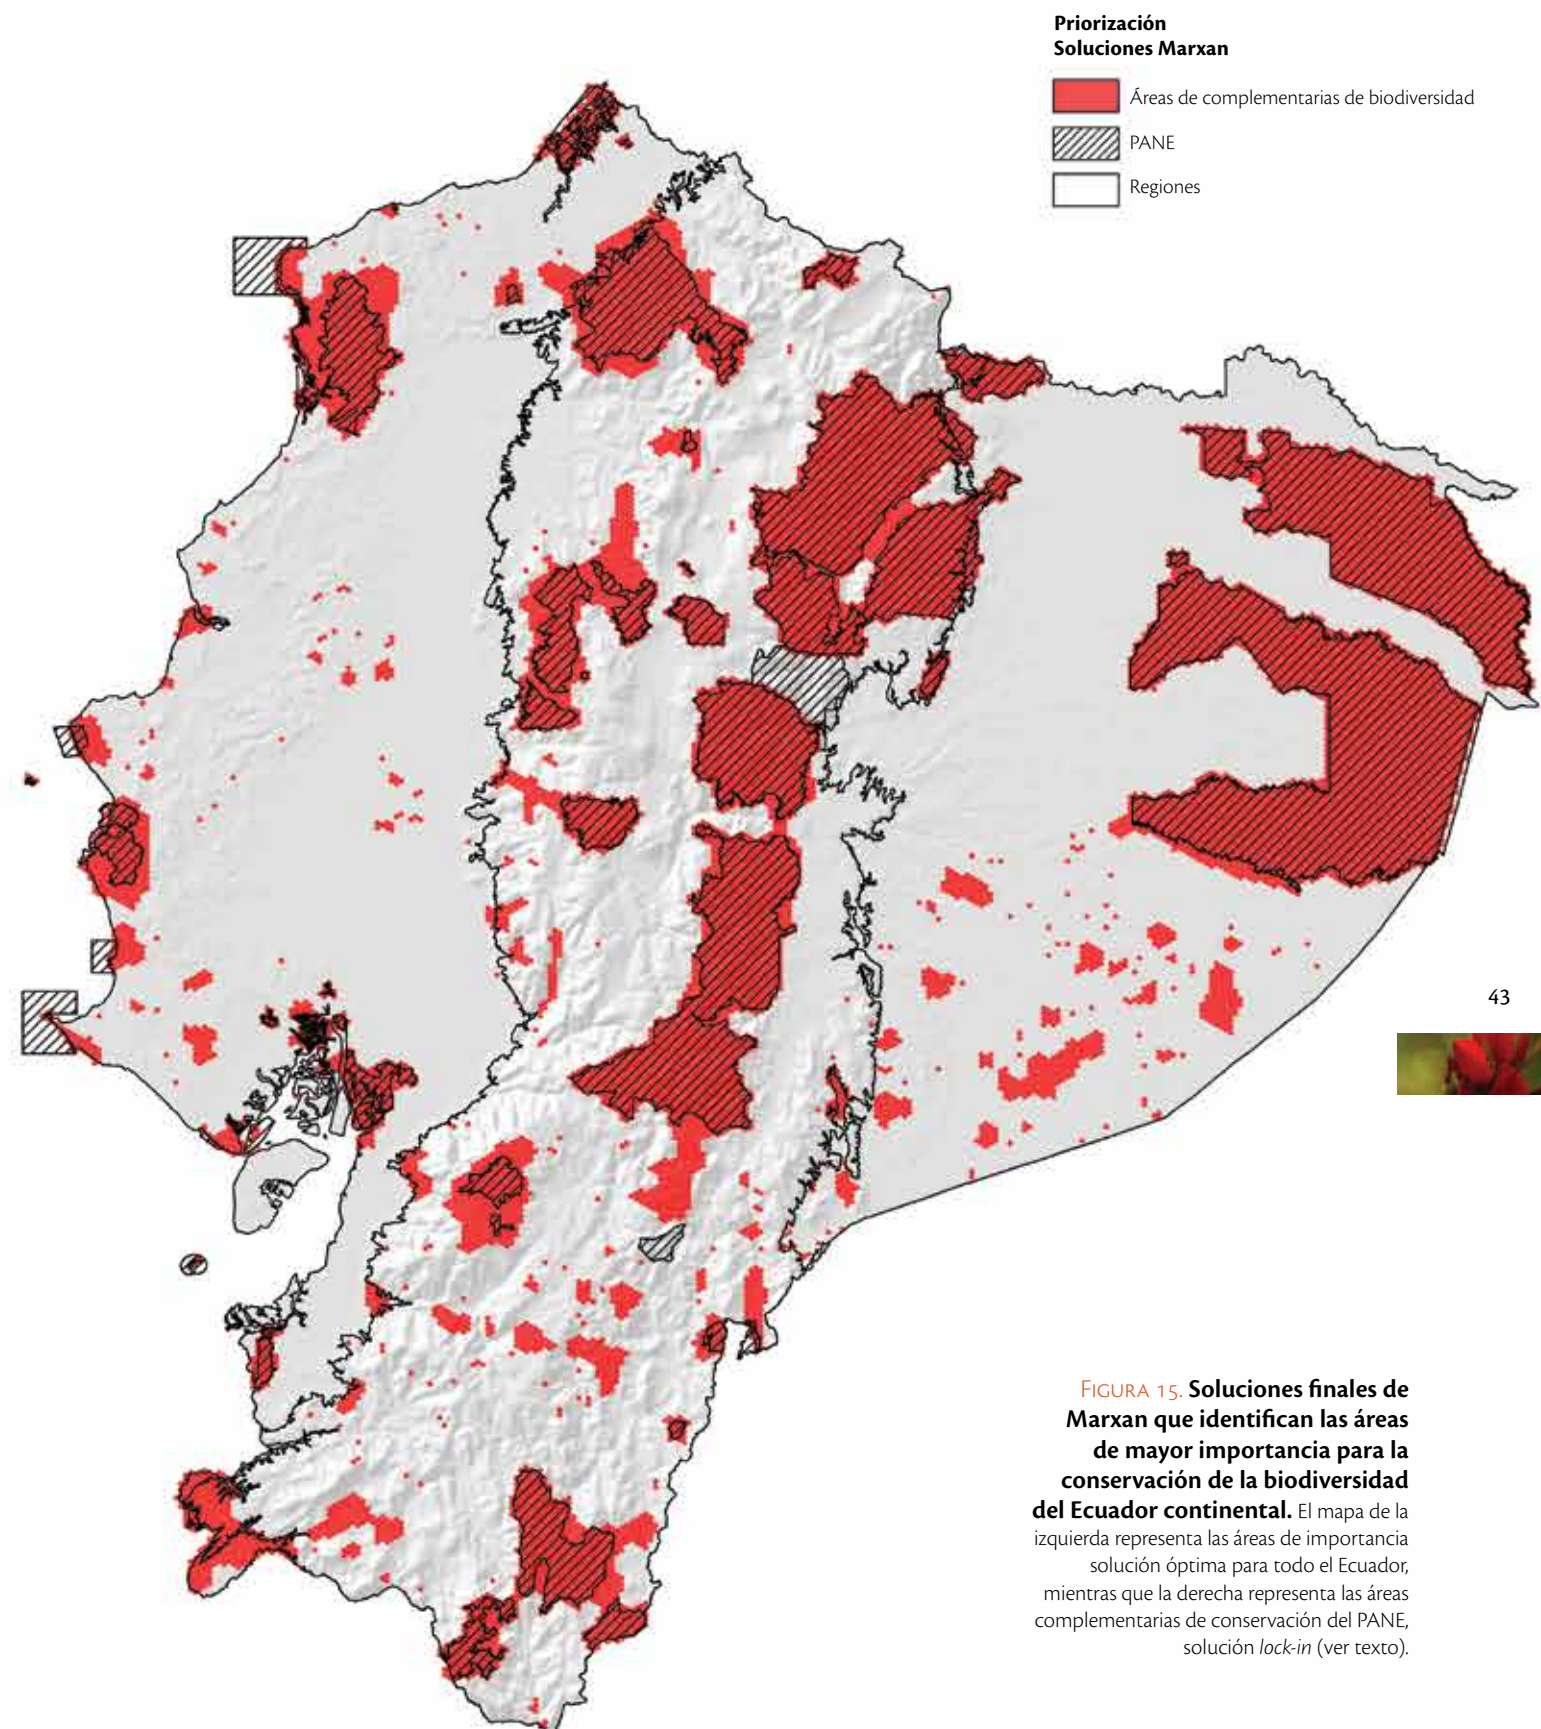 Priorización
Soluciones Marxan
Áreas de complementarias de biodiversidad
PANE
Regiones
43
FIGURA 15. Soluciones finales de
Marxan que identifican las áreas
de mayor importancia para la
conservación de la biodiversidad
del Ecuador continental. El mapa de la
izquierda representa las áreas de importancia
solución óptima para todo el Ecuador,
mientras que la derecha representa las áreas
complementarias de conservación del PANE,
solución lock-in (ver texto).